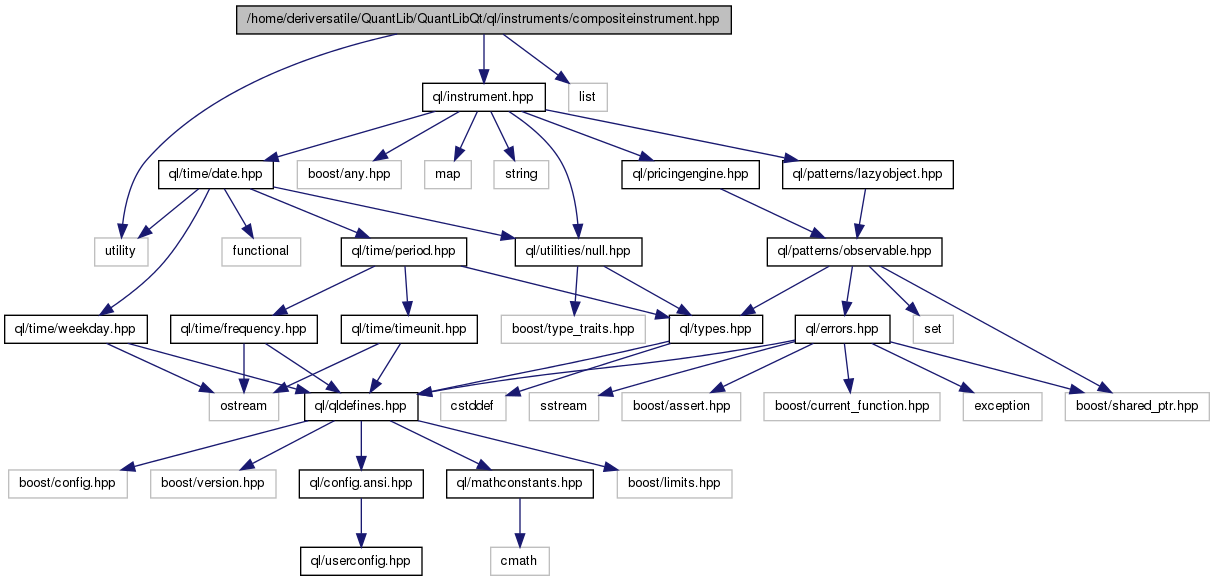 /home/deriversatile/QuantLib/QuantLibQt/ql/instruments/compositeinstrument.hpp
ql/instrument.hpp
list
ql/time/date.hpp
boost/any.hpp
map
string
ql/pricingengine.hpp
ql/patterns/lazyobject.hpp
utility
functional
ql/time/period.hpp
ql/utilities/null.hpp
ql/patterns/observable.hpp
ql/time/weekday.hpp
ql/time/frequency.hpp
ql/time/timeunit.hpp
boost/type_traits.hpp
ql/types.hpp
ql/errors.hpp
set
ostream
ql/qldefines.hpp
cstddef
sstream
boost/assert.hpp
boost/current_function.hpp
exception
boost/shared_ptr.hpp
boost/config.hpp
boost/version.hpp
ql/config.ansi.hpp
ql/mathconstants.hpp
boost/limits.hpp
ql/userconfig.hpp
cmath